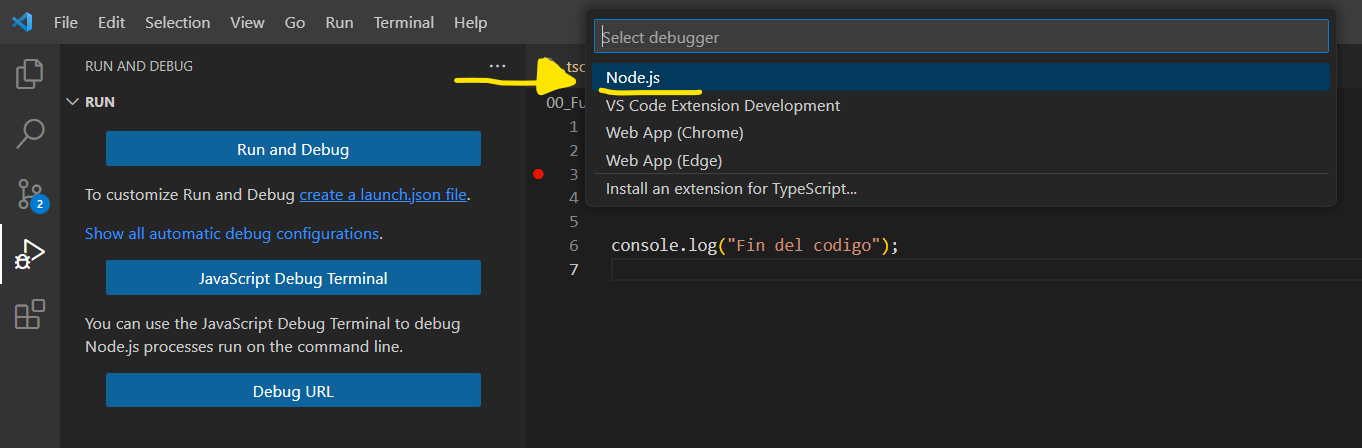 File Edit Selection View Go Run Terminal Help
Select debugger
RUN AND DEBUG
RUN
Run and Debug
To customize Run and Debug create a launch.json file.
Show all automatic debug configurations.
JavaScript Debug Terminal
You can use the JavaScript Debug Terminal to debug
Node.js processes run on the command line.
Debug URL
2
Node.js
VS Code Extension Development
Web App (Chrome)
Web App (Edge)
Install an extension for TypeScript...
tsc
00_Fu
1
2
3
4
5
6 console.log("Fin del codigo");
7